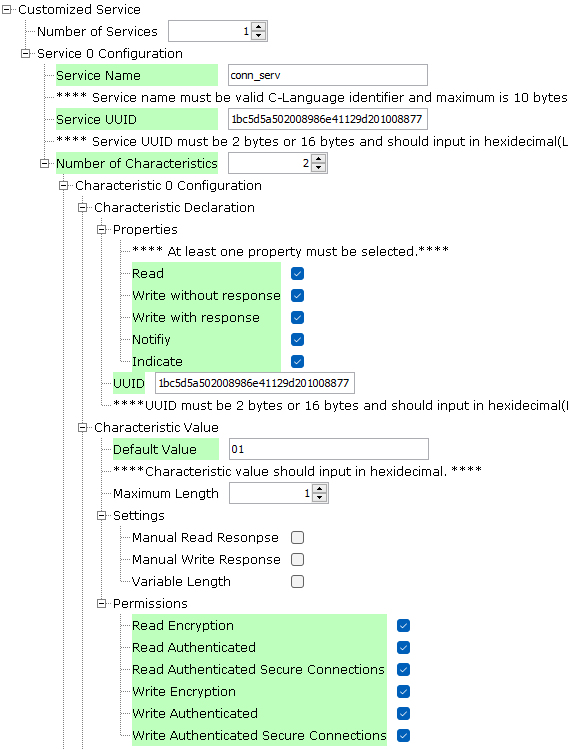 Customized Service
Number of Services 1
Service 0 Configuration
Service Name conn_serv
**** Service name must be valid C-Language identifier and maximum is 10 bytes
Service UUID 1bc5d5a502008986e41129d201008877
**** Service UUID must be 2 bytes or 16 bytes and should input in hexidecimal(L
Number of Characteristics 2
Characteristic 0 Configuration
Characteristic Declaration
Properties
**** At least one property must be selected.****
Read
Write without response
Write with response
Notifiy
Indicate
UUID 1bc5d5a502008986e41129d201008877
****UUID must be 2 bytes or 16 bytes and should input in hexidecimal(
Characteristic Value
Default Value 01
****Characteristic value should input in hexidecimal. ****
Maximum Length 1
Settings
Manual Read Resonpse
Manual Write Response
Variable Length
Permissions
Read Encryption
Read Authenticated
Read Authenticated Secure Connections
Write Encryption
Write Authenticated
Write Authenticated Secure Connections